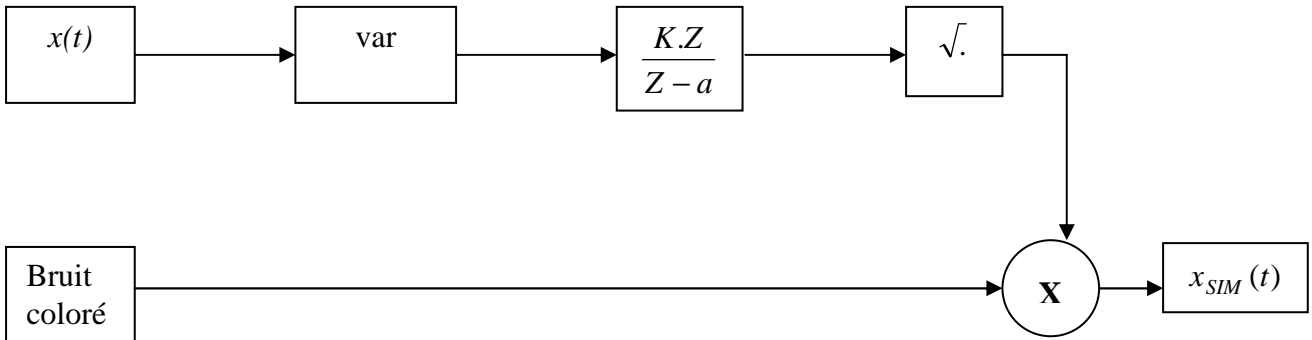 x(t)
var
K.Z
Z − a
√.
Bruit
coloré
X
x_SIM (t)